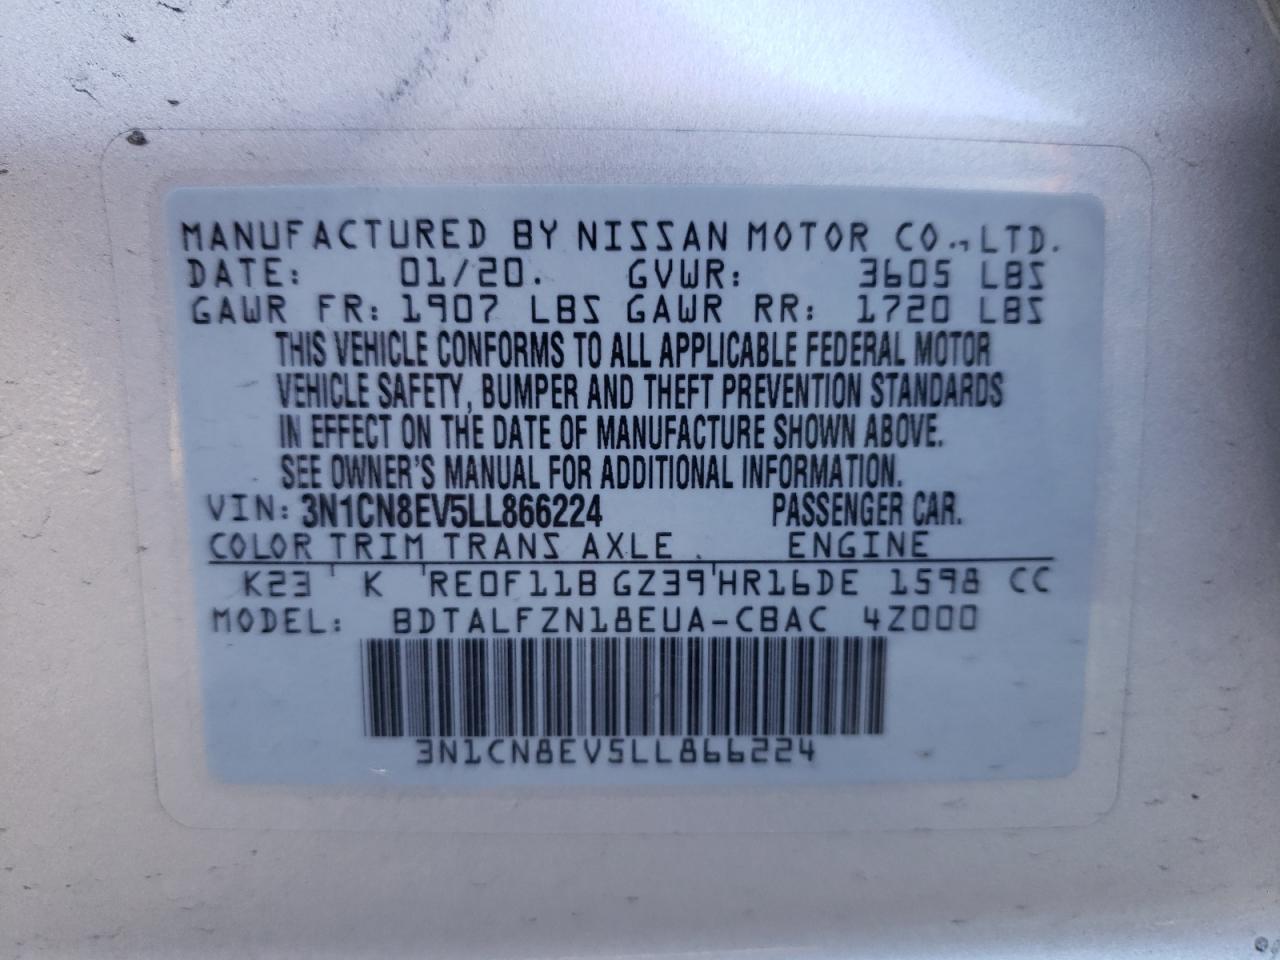 MANUFACTURED BY NISSAN MOTOR CO., LTD.
DATE: 01/20. GVWR: 3605 LBS
GAWR FR: 1907 LBS GAWR RR: 1720 LBS
THIS VEHICLE CONFORMS TO ALL APPLICABLE FEDERAL MOTOR
VEHICLE SAFETY, BUMPER AND THEFT PREVENTION STANDARDS
IN EFFECT ON THE DATE OF MANUFACTURE SHOWN ABOVE.
SEE OWNER'S MANUAL FOR ADDITIONAL INFORMATION.
VIN: 3N1CN8EV5LL866224 PASSENGER CAR.
COLOR TRIM TRANS AXLE ENGINE
K23 K RE0F11B GZ39 HR16DE 1598 CC
MODEL: BDTALFZN18EUA-CBAC 4Z000
3N1CN8EV5LL866224